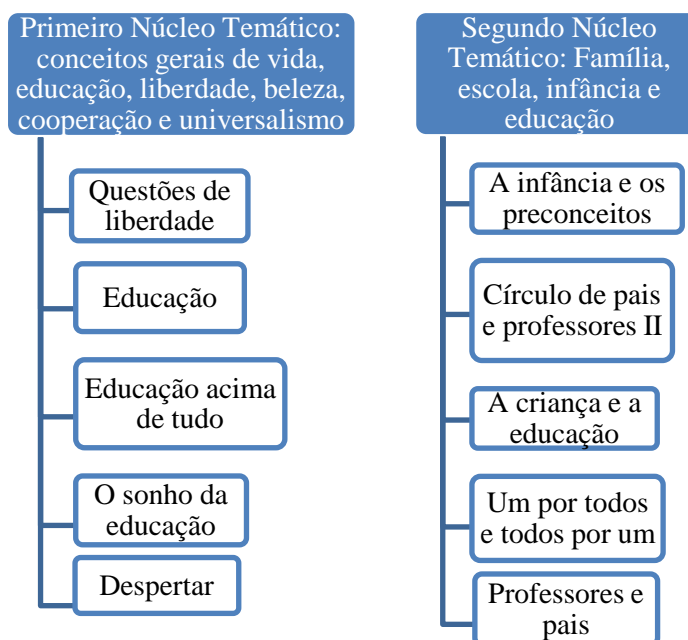 Primeiro Núcleo Temático:
conceitos gerais de vida,
educação, liberdade, beleza,
cooperação e universalismo
Questões de
liberdade
Educação
Educação acima
de tudo
O sonho da
educação
Despertar
Segundo Núcleo
Temático: Família,
escola, infância e
educação
A infância e os
preconceitos
Círculo de pais
e professores II
A criança e a
educação
Um por todos
e todos por um
Professores e
pais